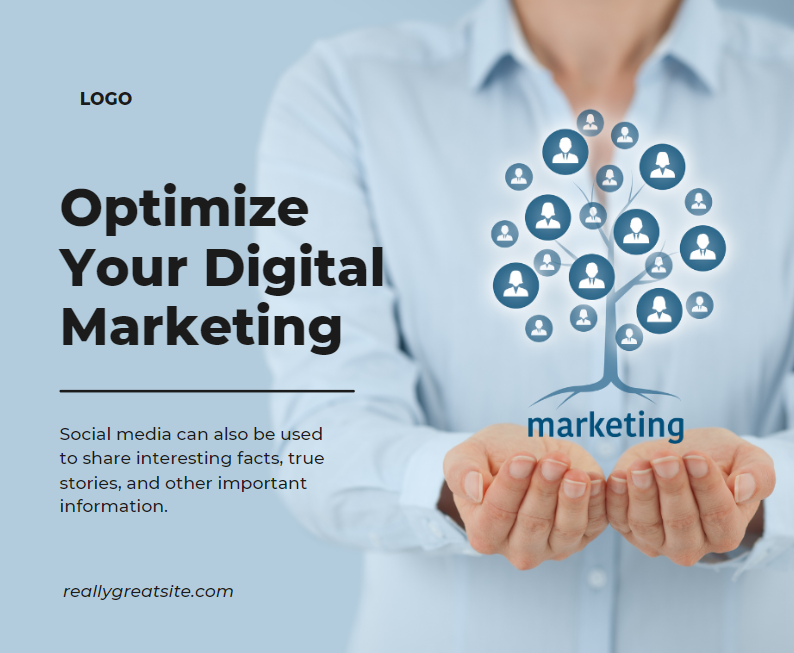 LOGO
Optimize
Your Digital
Marketing
Social media can also be used
to share interesting facts, true
stories, and other important
information.
reallygreatsite.com
marketing